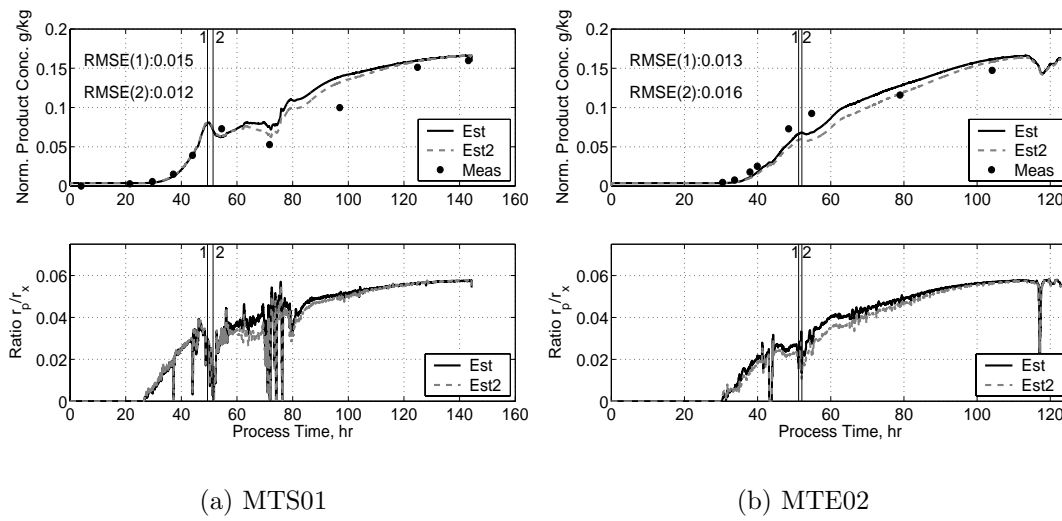 0.2
0.15
0.1
0.05
0
Norm. Product Conc. g/kg
1 2
RMSE(1):0.015
RMSE(2):0.012
Est
Est2
Meas
0 20 40 60 80 100 120 140 160
0.2
0.15
0.1
0.05
0
Norm. Product Conc. g/kg
1 2
RMSE(1):0.013
RMSE(2):0.016
Est
Est2
Meas
0 20 40 60 80 100 120
0.06
0.04
0.02
0
Ratio rp/rx
1 2
Est
Est2
0 20 40 60 80 100 120 140 160
Process Time, hr
0.06
0.04
0.02
0
Ratio rp/rx
1 2
Est
Est2
0 20 40 60 80 100 120
Process Time, hr
(a) MTS01
(b) MTE02